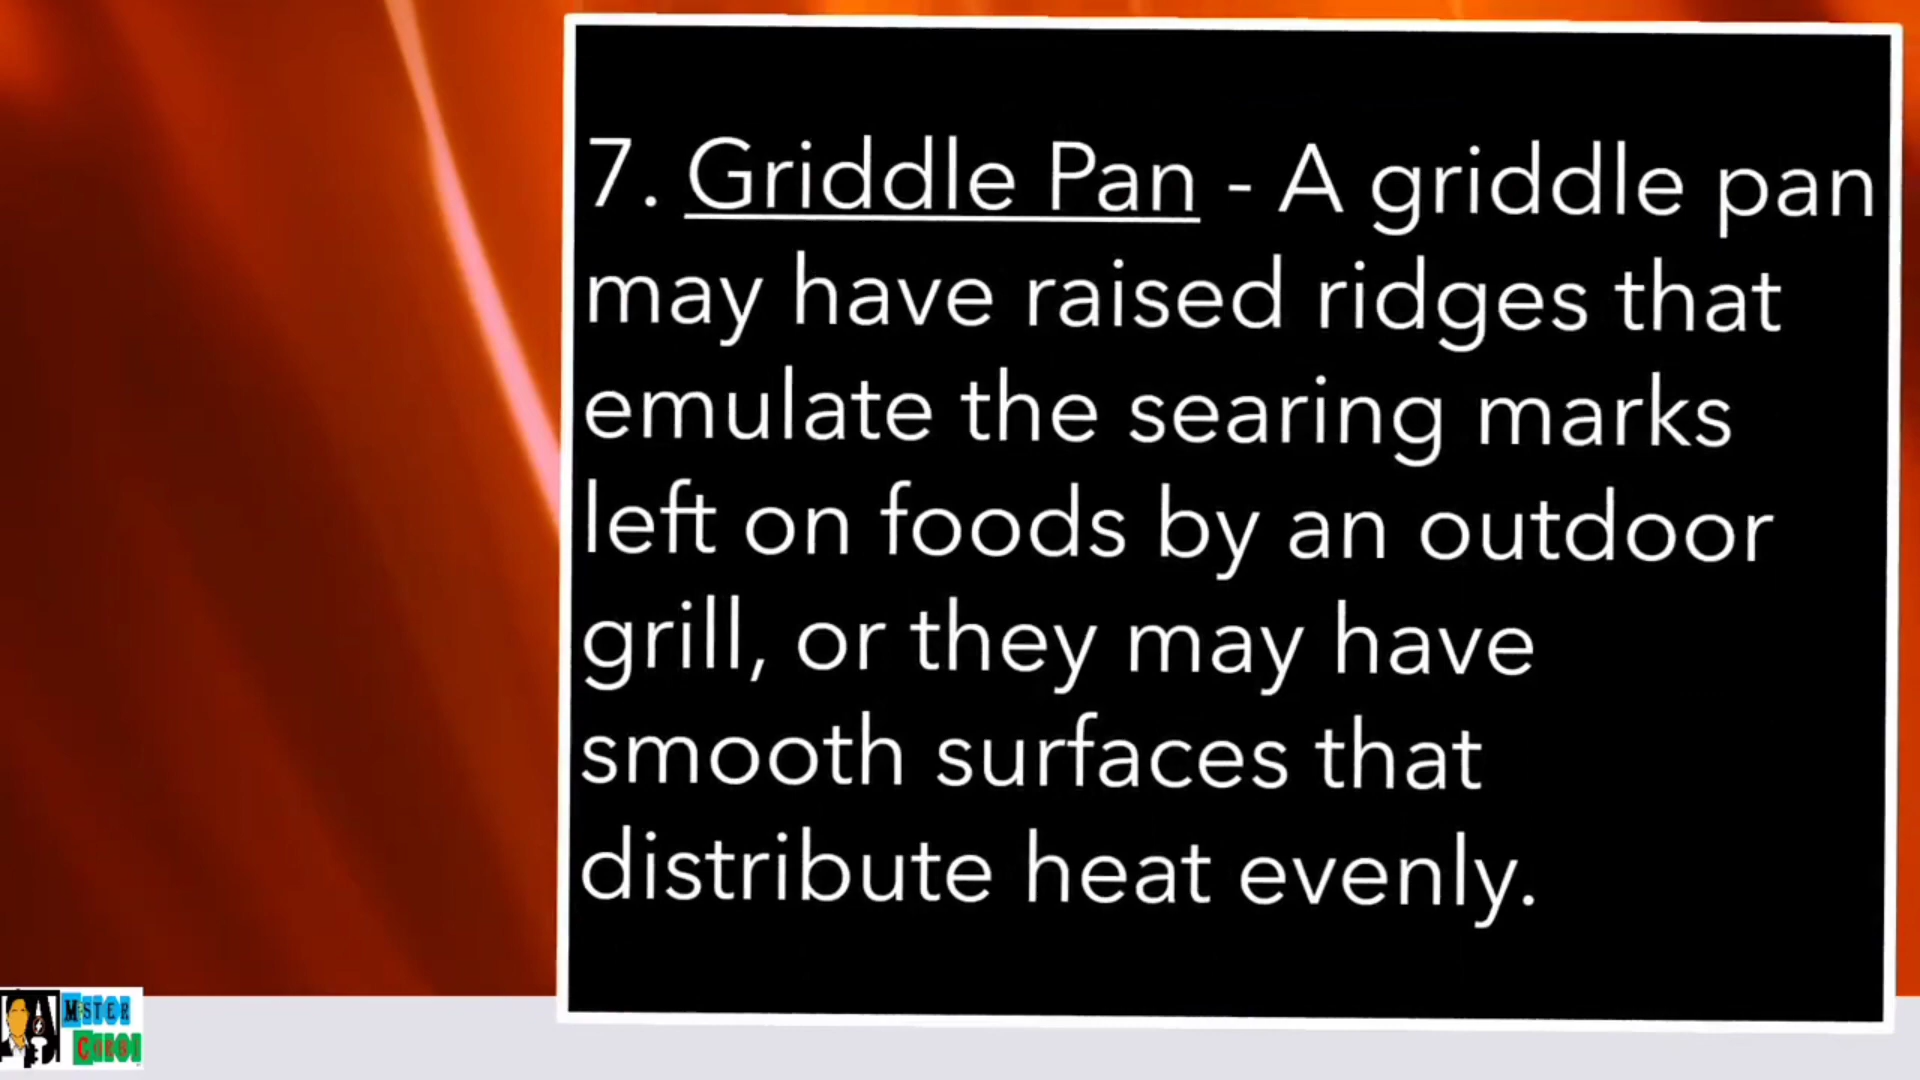 7. Griddle Pan - A griddle pan
may have raised ridges that
emulate the searing marks
left on foods by an outdoor
grill, or they may have
smooth surfaces that
distribute heat evenly.
MISTER